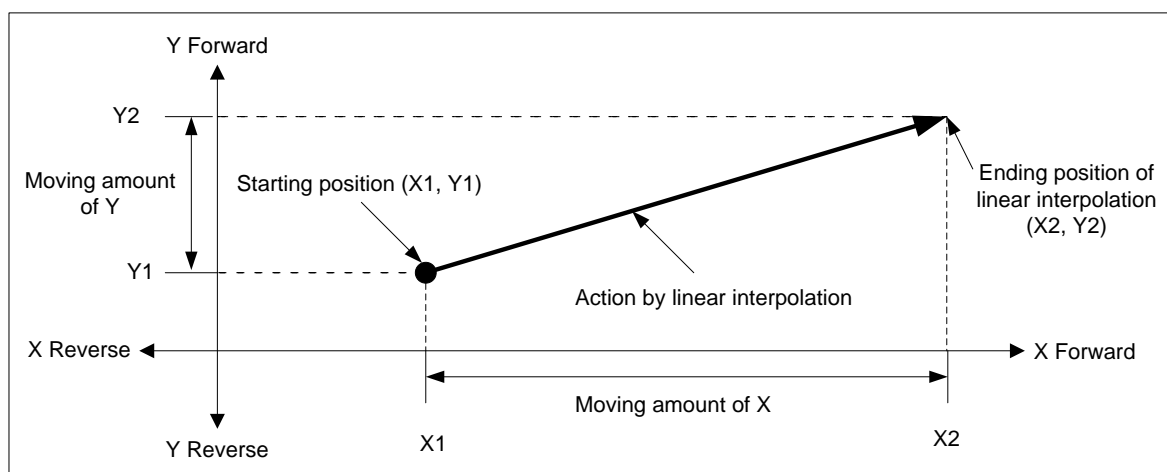 Y Forward
Y2
Moving amount
of Y
Starting position (X1, Y1)
Ending position of
linear interpolation
(X2, Y2)
Y1
Action by linear interpolation
X Reverse
X Forward
Moving amount of X
Y Reverse
X1
X2